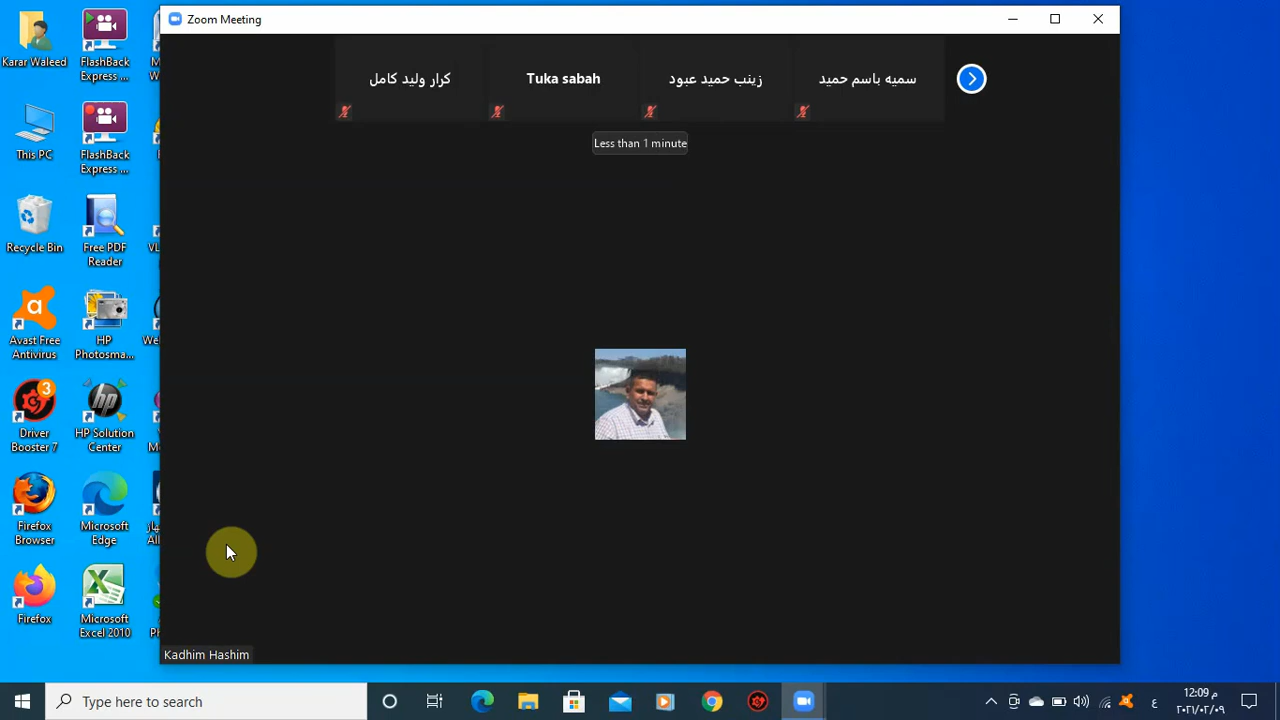 Zoom Meeting
كرار وليد كامل
Tuka sabah
زينب حميد عبود
سميه باسم حميد
Less than 1 minute
Kadhim Hashim
Karar Waleed
FlashBack
Express ...
This PC
FlashBack
Express ...
Recycle Bin
Free PDF
Reader
Avast Free
Antivirus
HP
Photosma...
3
Driver
Booster 7
HP Solution
Center
Firefox
Browser
Microsoft
Edge
Firefox
Microsoft
Excel 2010
Type here to search
ع
12:09 م
٢٠٢١/٠٢/٠٩